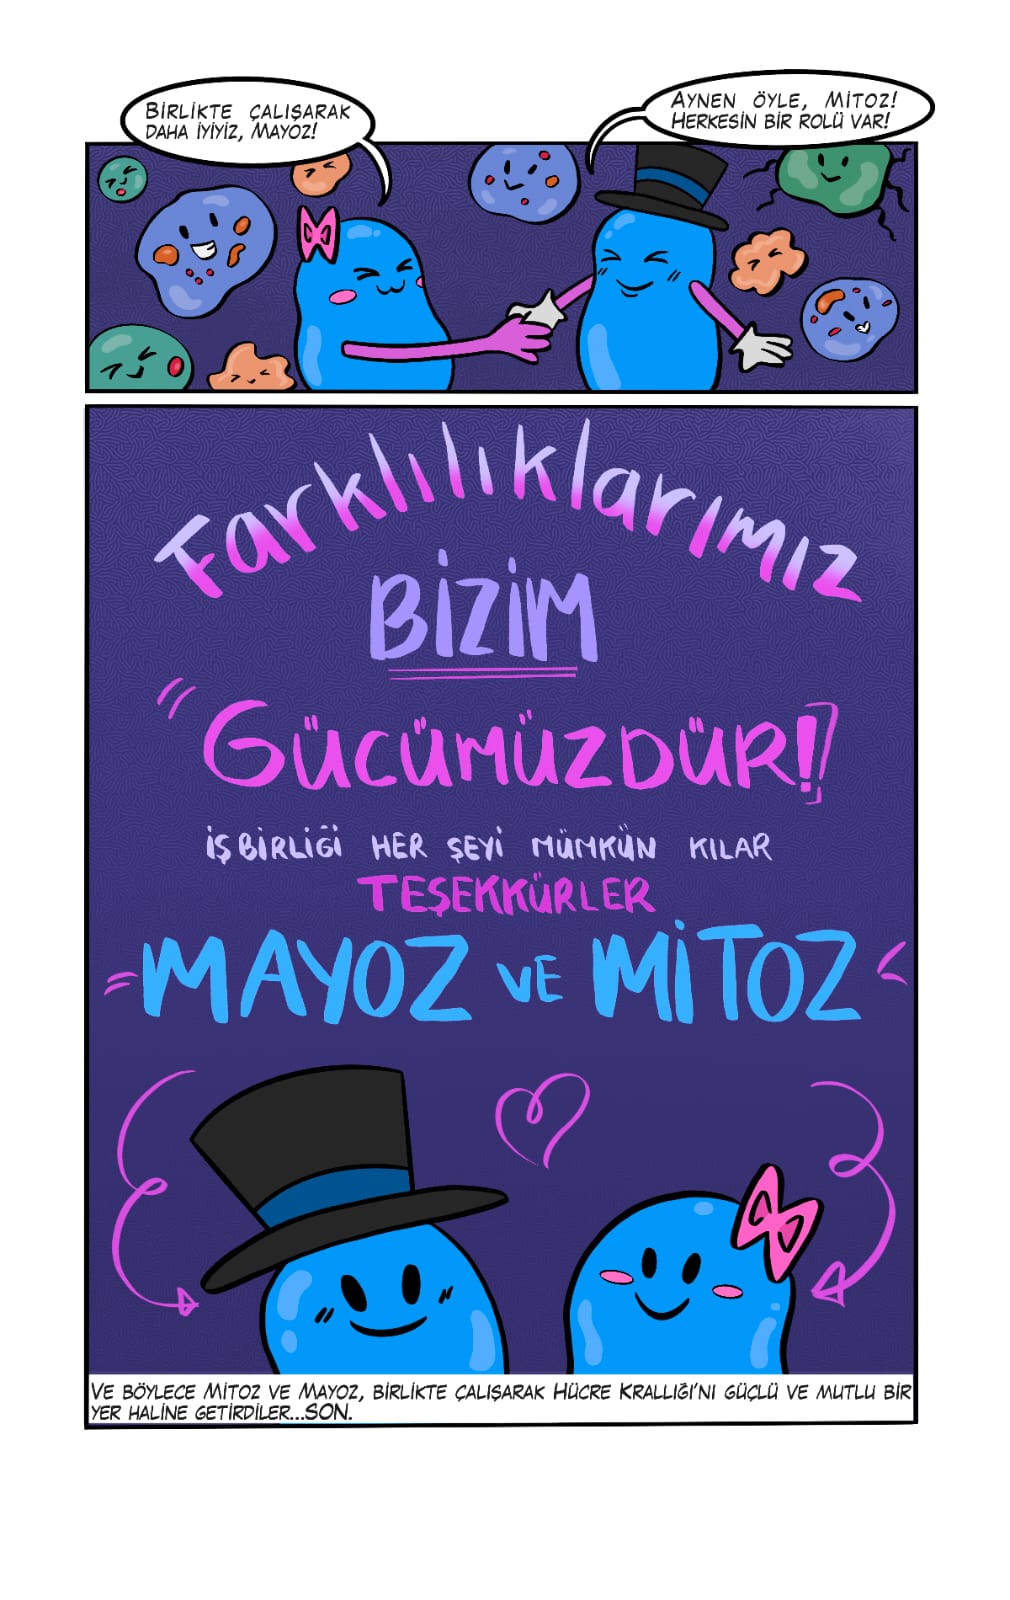 BİRLİKTE ÇALIŞARAK
DAHA İYİYİZ, MAYOZ!
AYNEN ÖYLE, MİTOZ!
HERKESİN BİR ROLÜ VAR!
Farklılıklarımız
BİZİM
GÜCÜMÜZDÜR!
İŞBİRLİĞİ HER ŞEYİ MÜMKÜN KILAR
TEŞEKKÜRLER
MAYOZ VE MİTOZ
VE BÖYLECE MİTOZ VE MAYOZ, BİRLİKTE ÇALIŞARAK HÜCRE KRALLIĞI'NI GÜÇLÜ VE MUTLU BİR
YER HALİNE GETİRDİLER...SON.